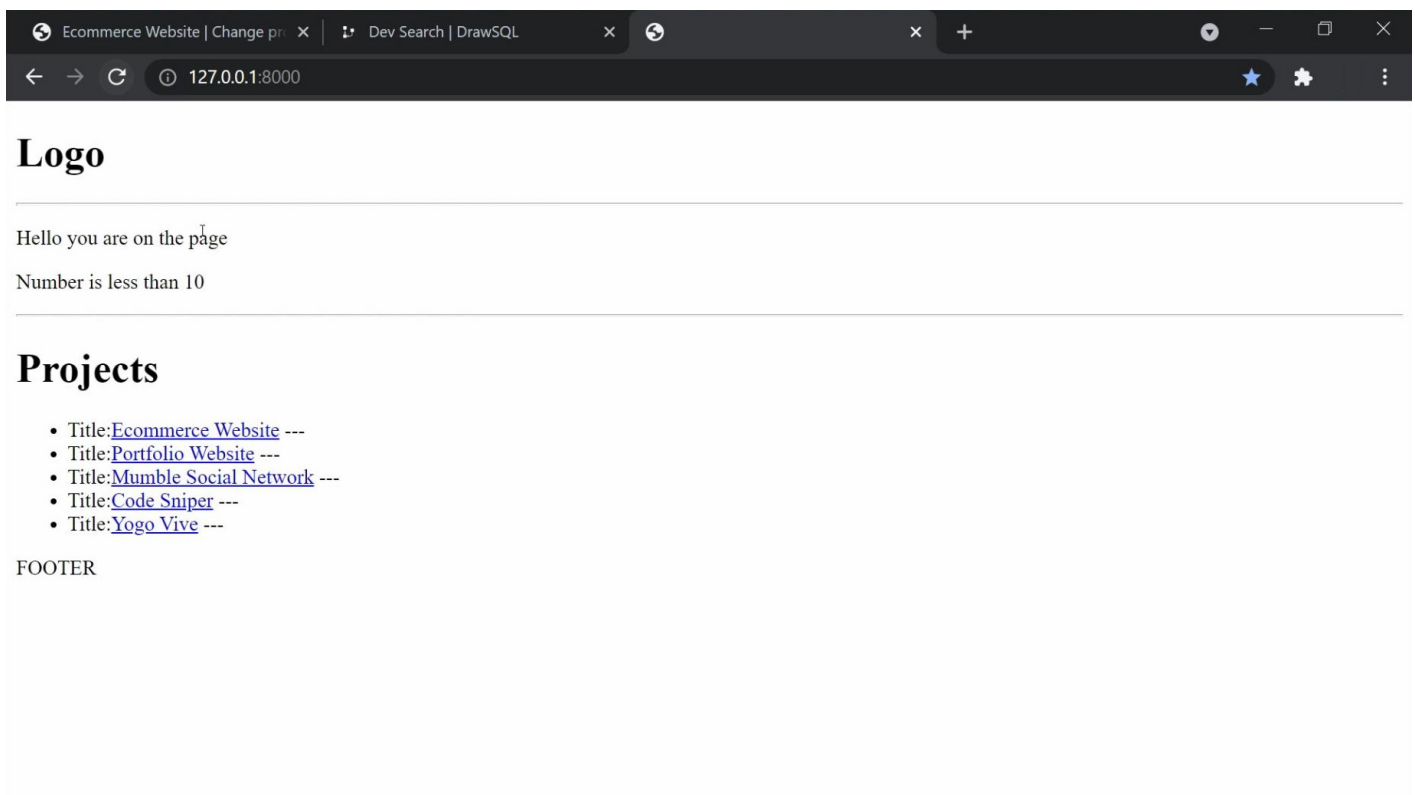 Ecommerce Website | Change pr
Dev Search | DrawSQL
127.0.0.1:8000
Logo
Hello you are on the page
Number is less than 10
Projects
• Title:Ecommerce Website ---
• Title:Portfolio Website ---
• Title:Mumble Social Network ---
• Title:Code Sniper ---
• Title:Yogo Vive ---
FOOTER